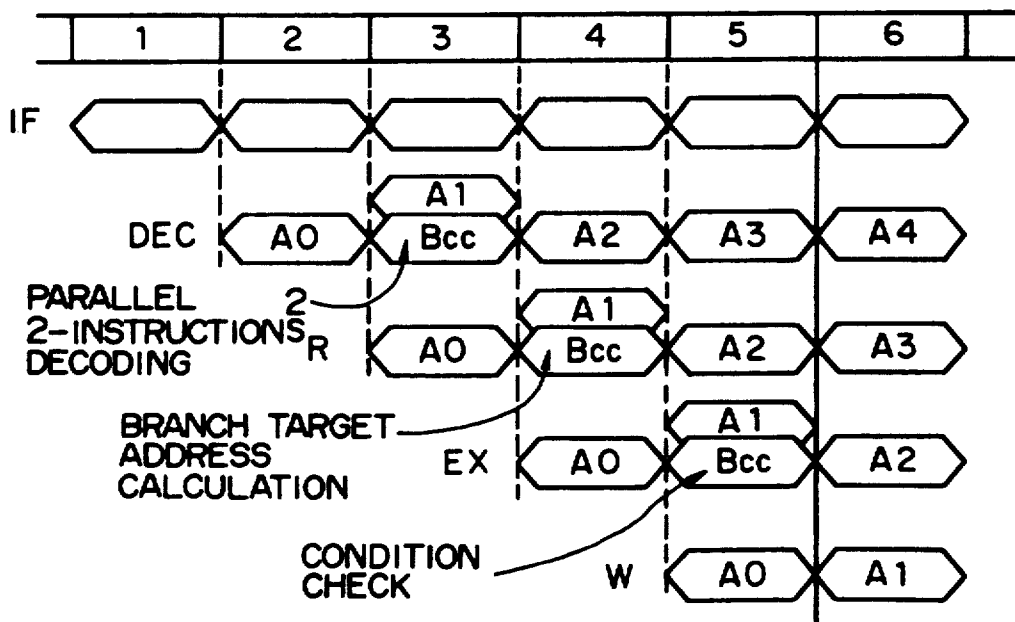 1 2 3 4 5 6
IF
A1
DEC A0 Bcc A2 A3 A4
PARALLEL
2-INSTRUCTIONS
DECODING
2
A1
R A0 Bcc A2 A3
BRANCH TARGET
ADDRESS
CALCULATION
A1
EX A0 Bcc A2
CONDITION
CHECK
W A0 A1